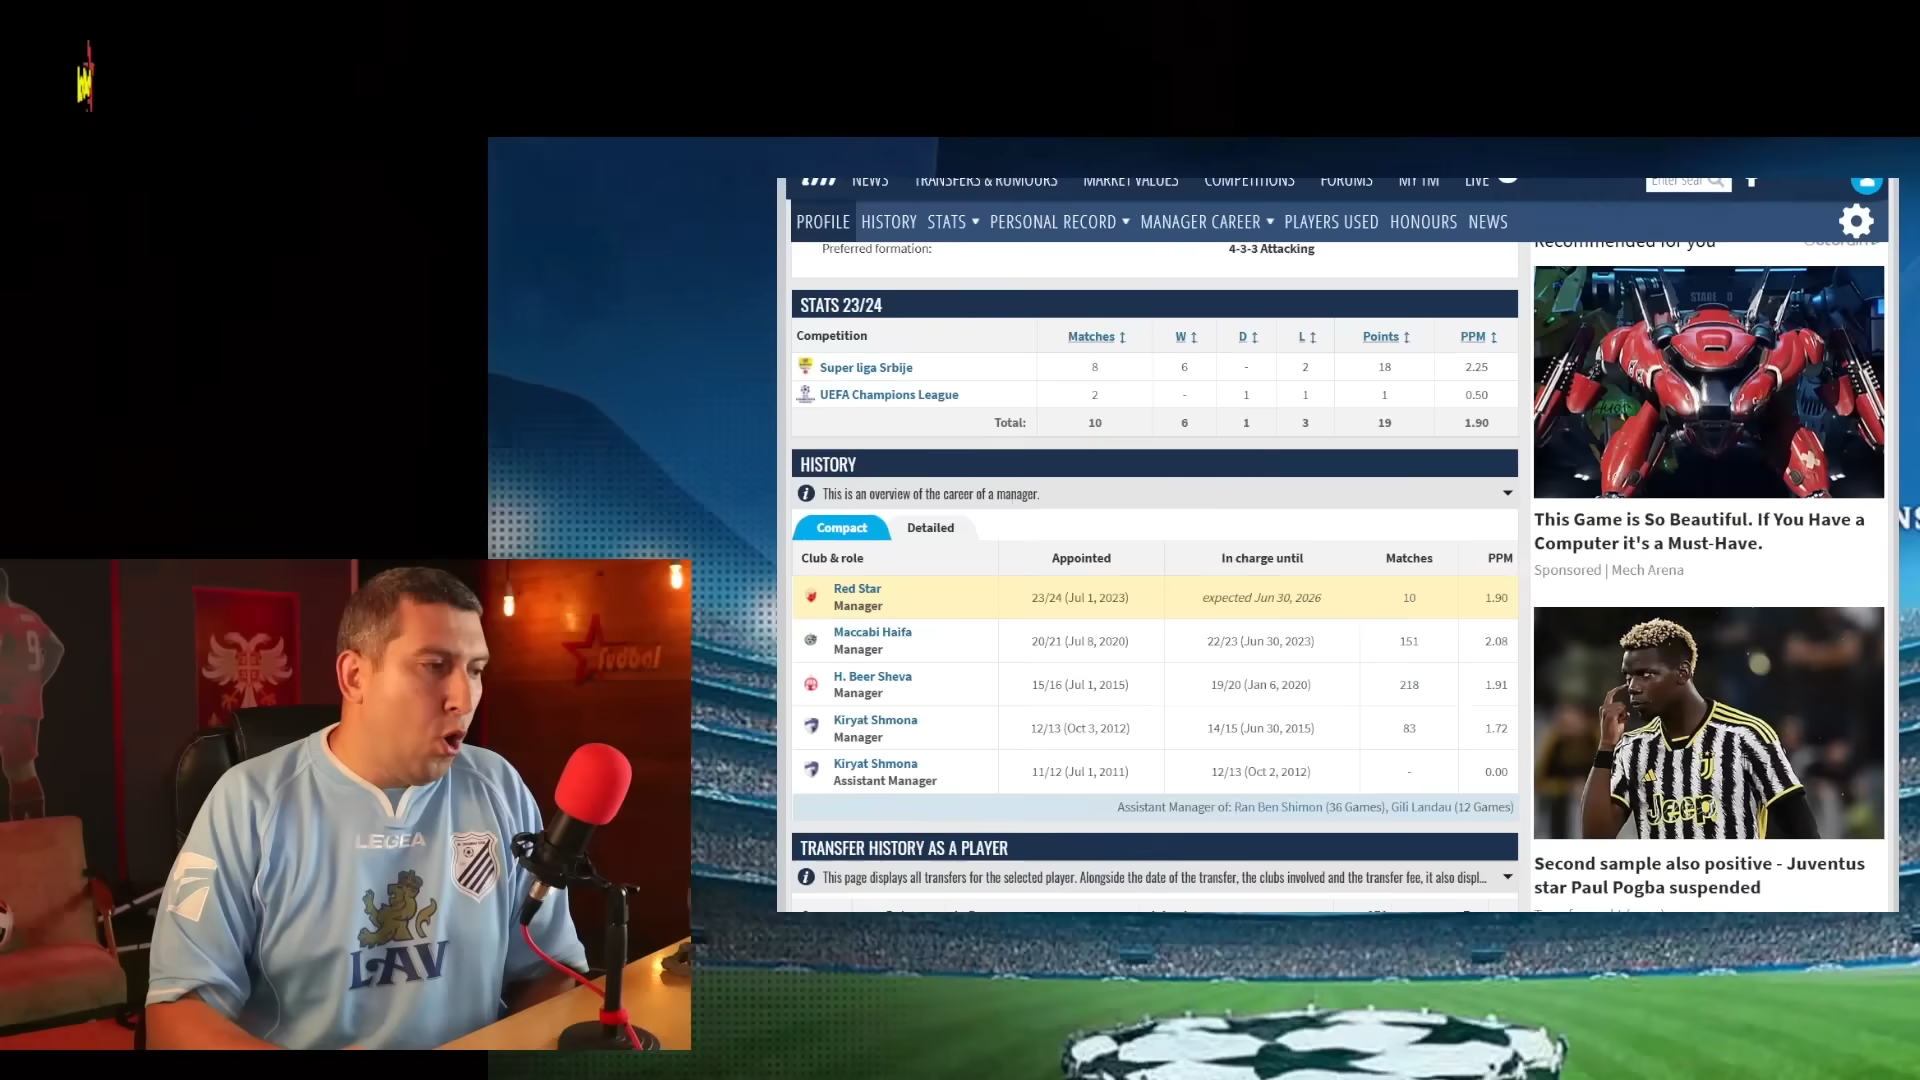 NEWS TRANSFERS & RUMOURS MARKET VALUES COMPETITIONS FORUMS MY TM LIVE
PROFILE HISTORY STATS PERSONAL RECORD MANAGER CAREER PLAYERS USED HONOURS NEWS
Preferred formation: 4-3-3 Attacking
STATS 23/24
Competition Matches W D L Points PPM
Super liga Srbije 8 6 - 2 18 2.25
UEFA Champions League 2 - 1 1 1 0.50
Total: 10 6 1 3 19 1.90
HISTORY
This is an overview of the career of a manager.
Compact Detailed
Club & role Appointed In charge until Matches PPM
Red Star
Manager 23/24 (Jul 1, 2023) expected Jun 30, 2026 10 1.90
Maccabi Haifa
Manager 20/21 (Jul 8, 2020) 22/23 (Jun 30, 2023) 151 2.08
H. Beer Sheva
Manager 15/16 (Jul 1, 2015) 19/20 (Jan 6, 2020) 218 1.91
Kiryat Shmona
Manager 12/13 (Oct 3, 2012) 14/15 (Jun 30, 2015) 83 1.72
Kiryat Shmona
Assistant Manager 11/12 (Jul 1, 2011) 12/13 (Oct 2, 2012) - 0.00
Assistant Manager of: Ran Ben Shimon (36 Games), Gili Landau (12 Games)
TRANSFER HISTORY AS A PLAYER
This page displays all transfers for the selected player. Alongside the date of the transfer, the clubs involved and the transfer fee, it also displ...
Enter sear
Recommended for you
This Game is So Beautiful. If You Have a
Computer it's a Must-Have.
Sponsored | Mech Arena
Jeep
Second sample also positive - Juventus
star Paul Pogba suspended
9
fudbal
LEGEA
LAV